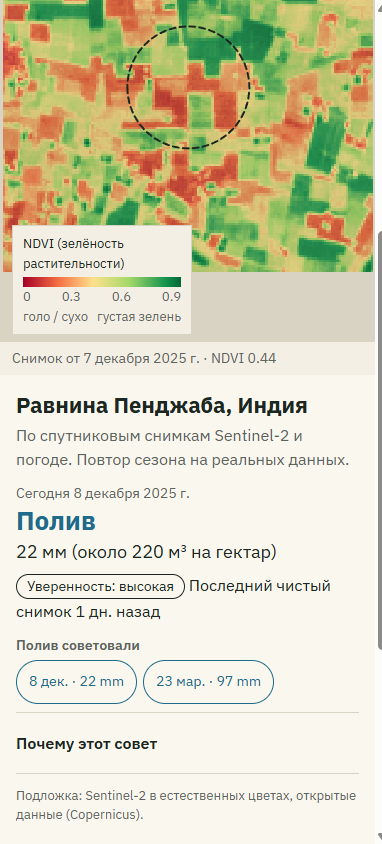 NDVI (зелёность
растительности)
0 0.3 0.6 0.9
голо / сухо густая зелень
Снимок от 7 декабря 2025 г. · NDVI 0.44
Равнина Пенджаба, Индия
По спутниковым снимкам Sentinel-2 и
погоде. Повтор сезона на реальных данных.
Сегодня 8 декабря 2025 г.
Полив
22 мм (около 220 м³ на гектар)
Уверенность: высокая Последний чистый
снимок 1 дн. назад
Полив советовали
8 дек. · 22 mm 23 мар. · 97 mm
Почему этот совет
Подложка: Sentinel-2 в естественных цветах, открытые
данные (Copernicus).